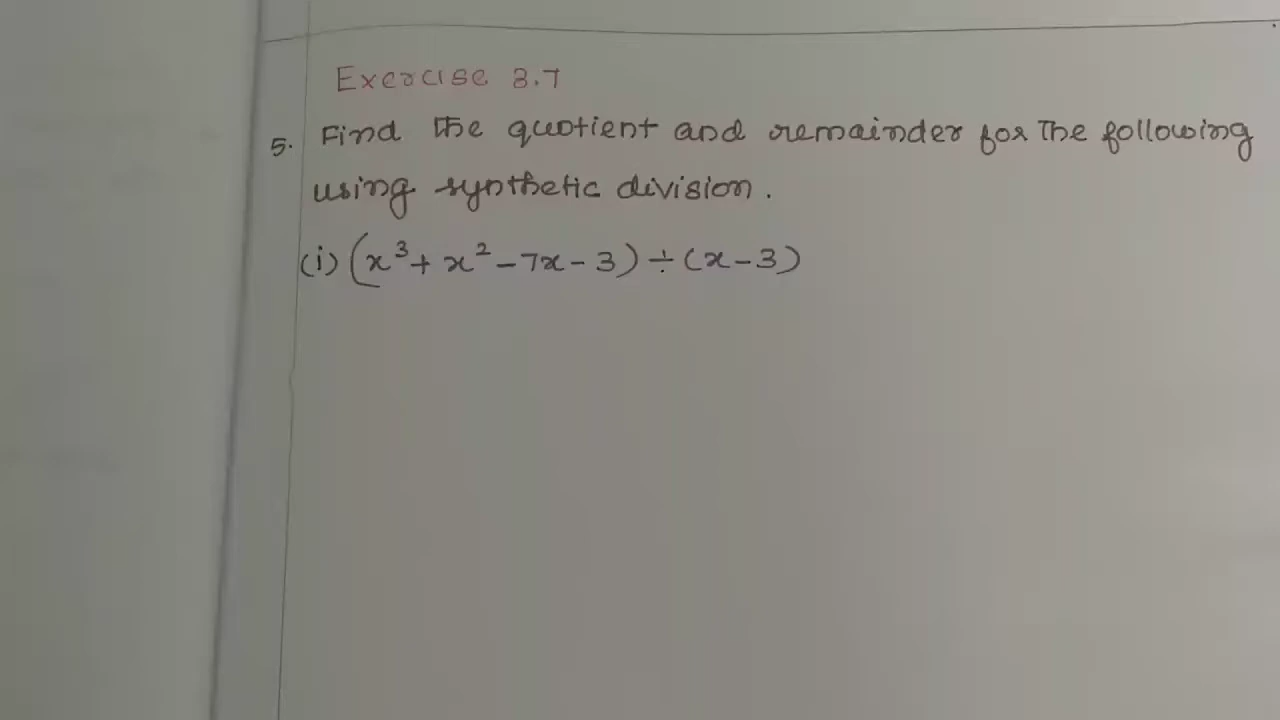 Exercise 3.7
5. Find the quotient and remainder for the following
using synthetic division.
(i) (x³ + x² - 7x - 3) ÷ (x - 3)